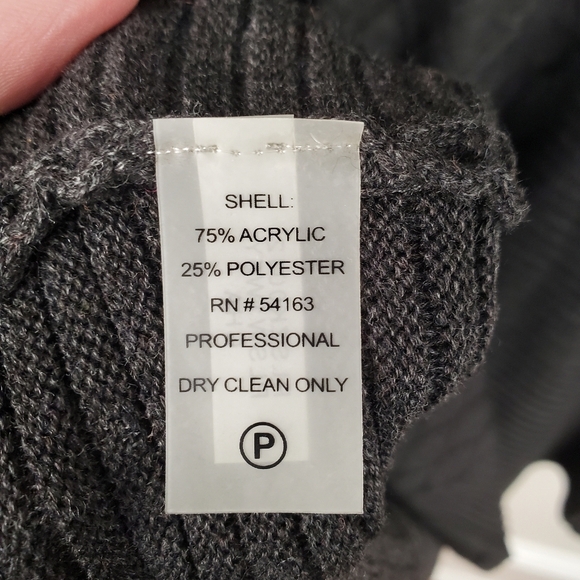 SHELL:
75% ACRYLIC
25% POLYESTER
RN # 54163
PROFESSIONAL
DRY CLEAN ONLY
P